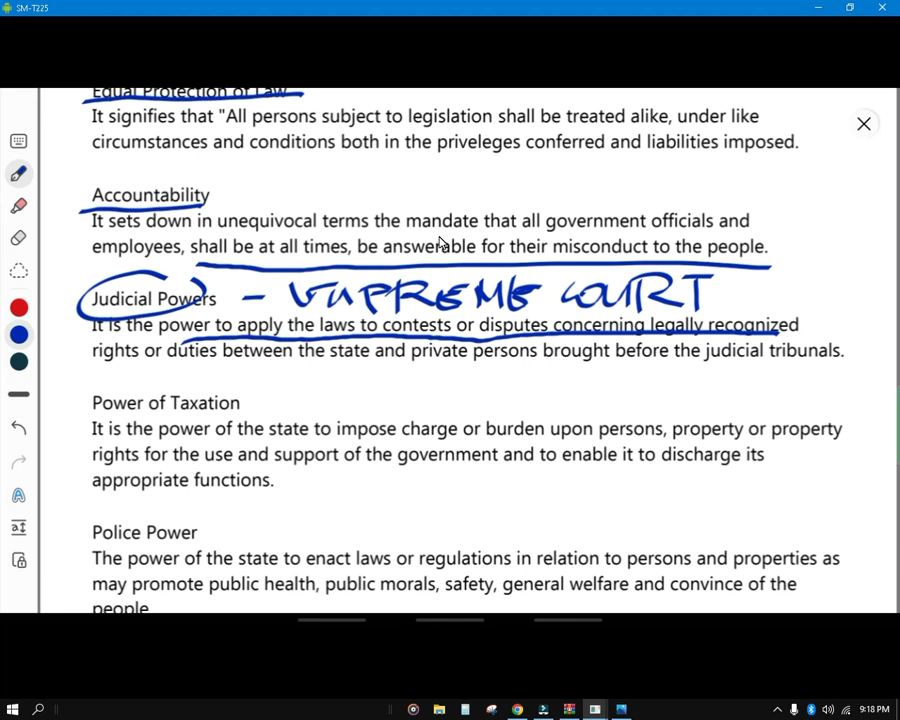 SM-T225
Equal Protection of Law
It signifies that "All persons subject to legislation shall be treated alike, under like
circumstances and conditions both in the priveleges conferred and liabilities imposed.
Accountability
It sets down in unequivocal terms the mandate that all government officials and
employees, shall be at all times, be answerable for their misconduct to the people.
Judicial Powers - SUPREME COURT
It is the power to apply the laws to contests or disputes concerning legally recognized
rights or duties between the state and private persons brought before the judicial tribunals.
Power of Taxation
It is the power of the state to impose charge or burden upon persons, property or property
rights for the use and support of the government and to enable it to discharge its
appropriate functions.
Police Power
The power of the state to enact laws or regulations in relation to persons and properties as
may promote public health, public morals, safety, general welfare and convince of the
people
9:18 PM